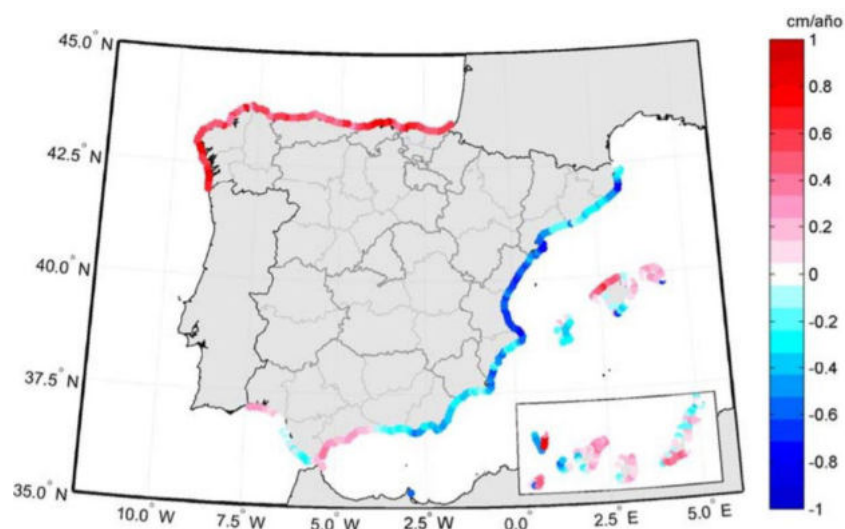 cm/año
45.0° N
42.5° N
40.0° N
37.5° N
35.0° N
10.0° W
7.5° W
5.0° W
2.5° W
0.0°
2.5° E
5.0° E
1
0.8
0.6
0.4
0.2
0
-0.2
-0.4
-0.6
-0.8
-1